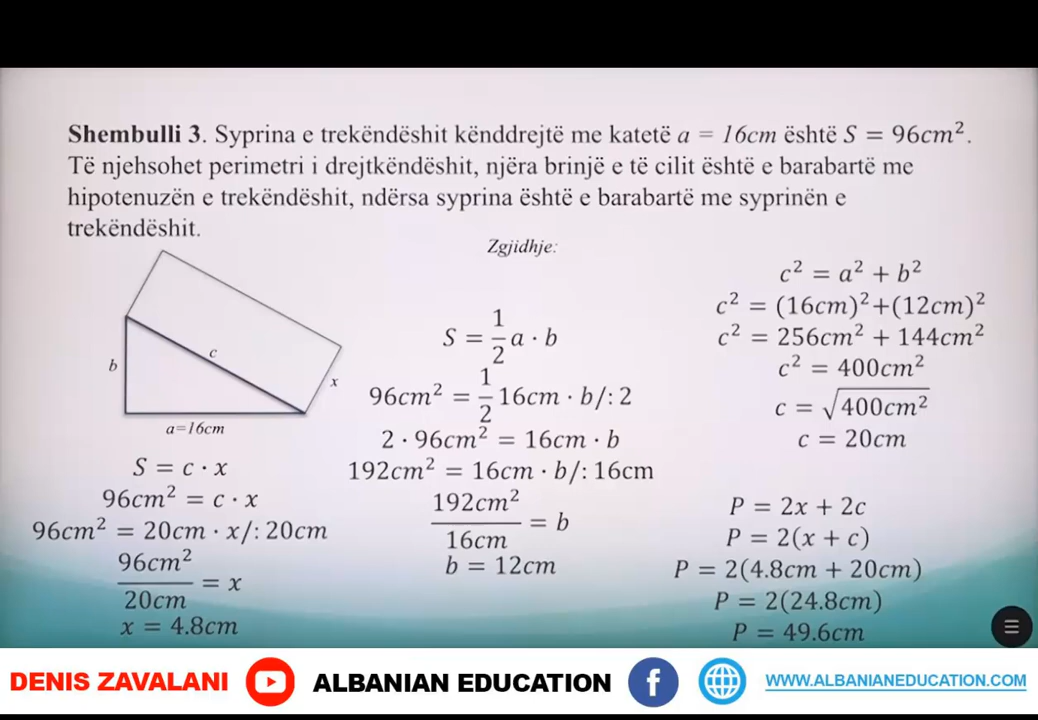 Shembulli 3. Syprina e trekëndëshit kënddrejtë me katetë a = 16cm është S = 96cm².
Të njehsohet perimetri i drejtkëndëshit, njëra brinjë e të cilit është e barabartë me
hipotenuzën e trekëndëshit, ndërsa syprina është e barabartë me syprinën e
trekëndëshit.
Zgjidhje:
b
c
x
a=16cm
S = c · x
96cm² = c · x
96cm² = 20cm · x/: 20cm
96cm²/20cm = x
x = 4.8cm
S = 1/2 a · b
96cm² = 1/2 16cm · b/: 2
2 · 96cm² = 16cm · b
192cm² = 16cm · b/: 16cm
192cm²/16cm = b
b = 12cm
c² = a² + b²
c² = (16cm)²+(12cm)²
c² = 256cm² + 144cm²
c² = 400cm²
c = √400cm²
c = 20cm
P = 2x + 2c
P = 2(x + c)
P = 2(4.8cm + 20cm)
P = 2(24.8cm)
P = 49.6cm
DENIS ZAVALANI ALBANIAN EDUCATION f WWW.ALBANIANEDUCATION.COM